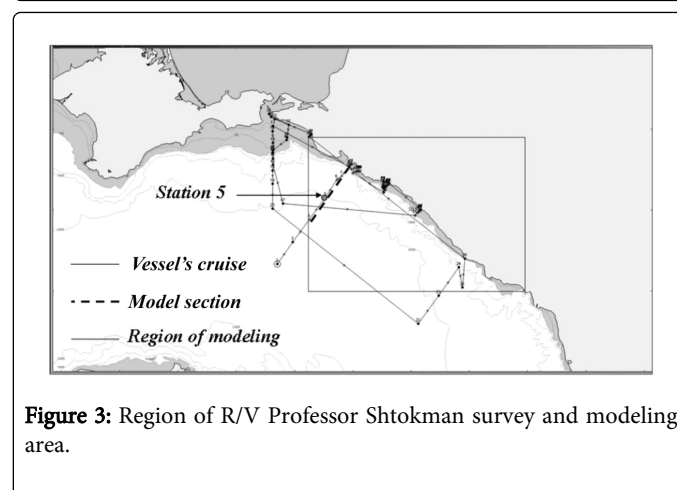 Station 5
Vessel's cruise
Model section
Region of modeling
Figure 3: Region of R/V Professor Shtokman survey and modeling
area.